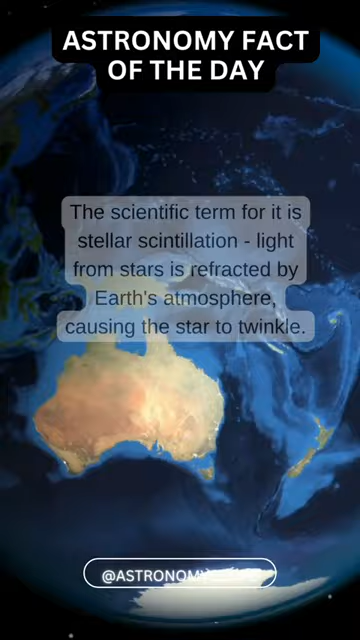 ASTRONOMY FACT
OF THE DAY
The scientific term for it is
stellar scintillation - light
from stars is refracted by
Earth's atmosphere,
causing the star to twinkle.